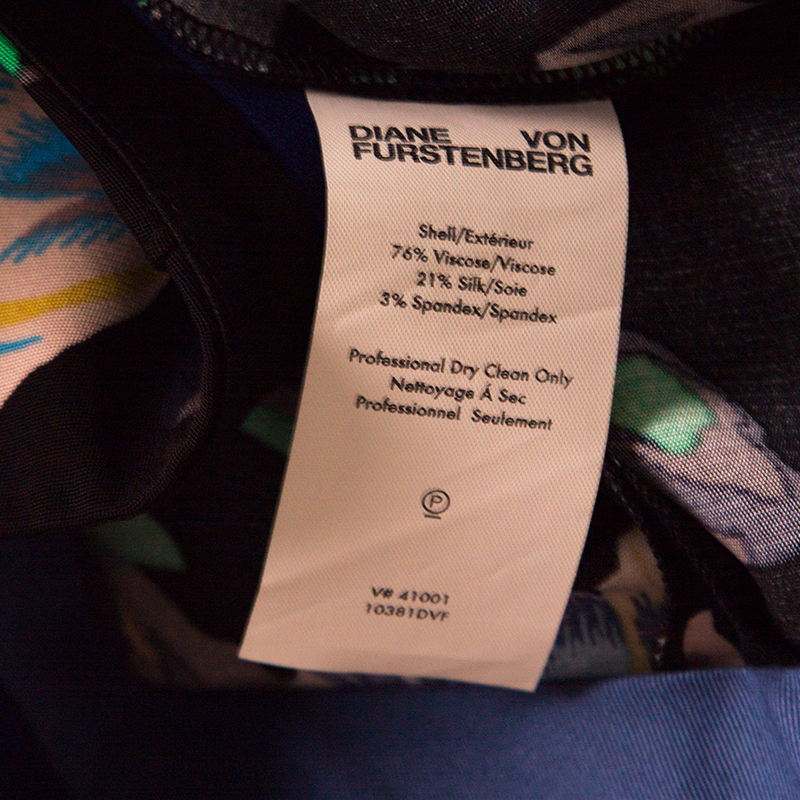 DIANE VON
FURSTENBERG
Shell/Extérieur
76% Viscose/Viscose
21% Silk/Soie
3% Spandex/Spandex
Professional Dry Clean Only
Nettoyage Á Sec
Professionnel Seulement
P
V# 41001
10381DVF